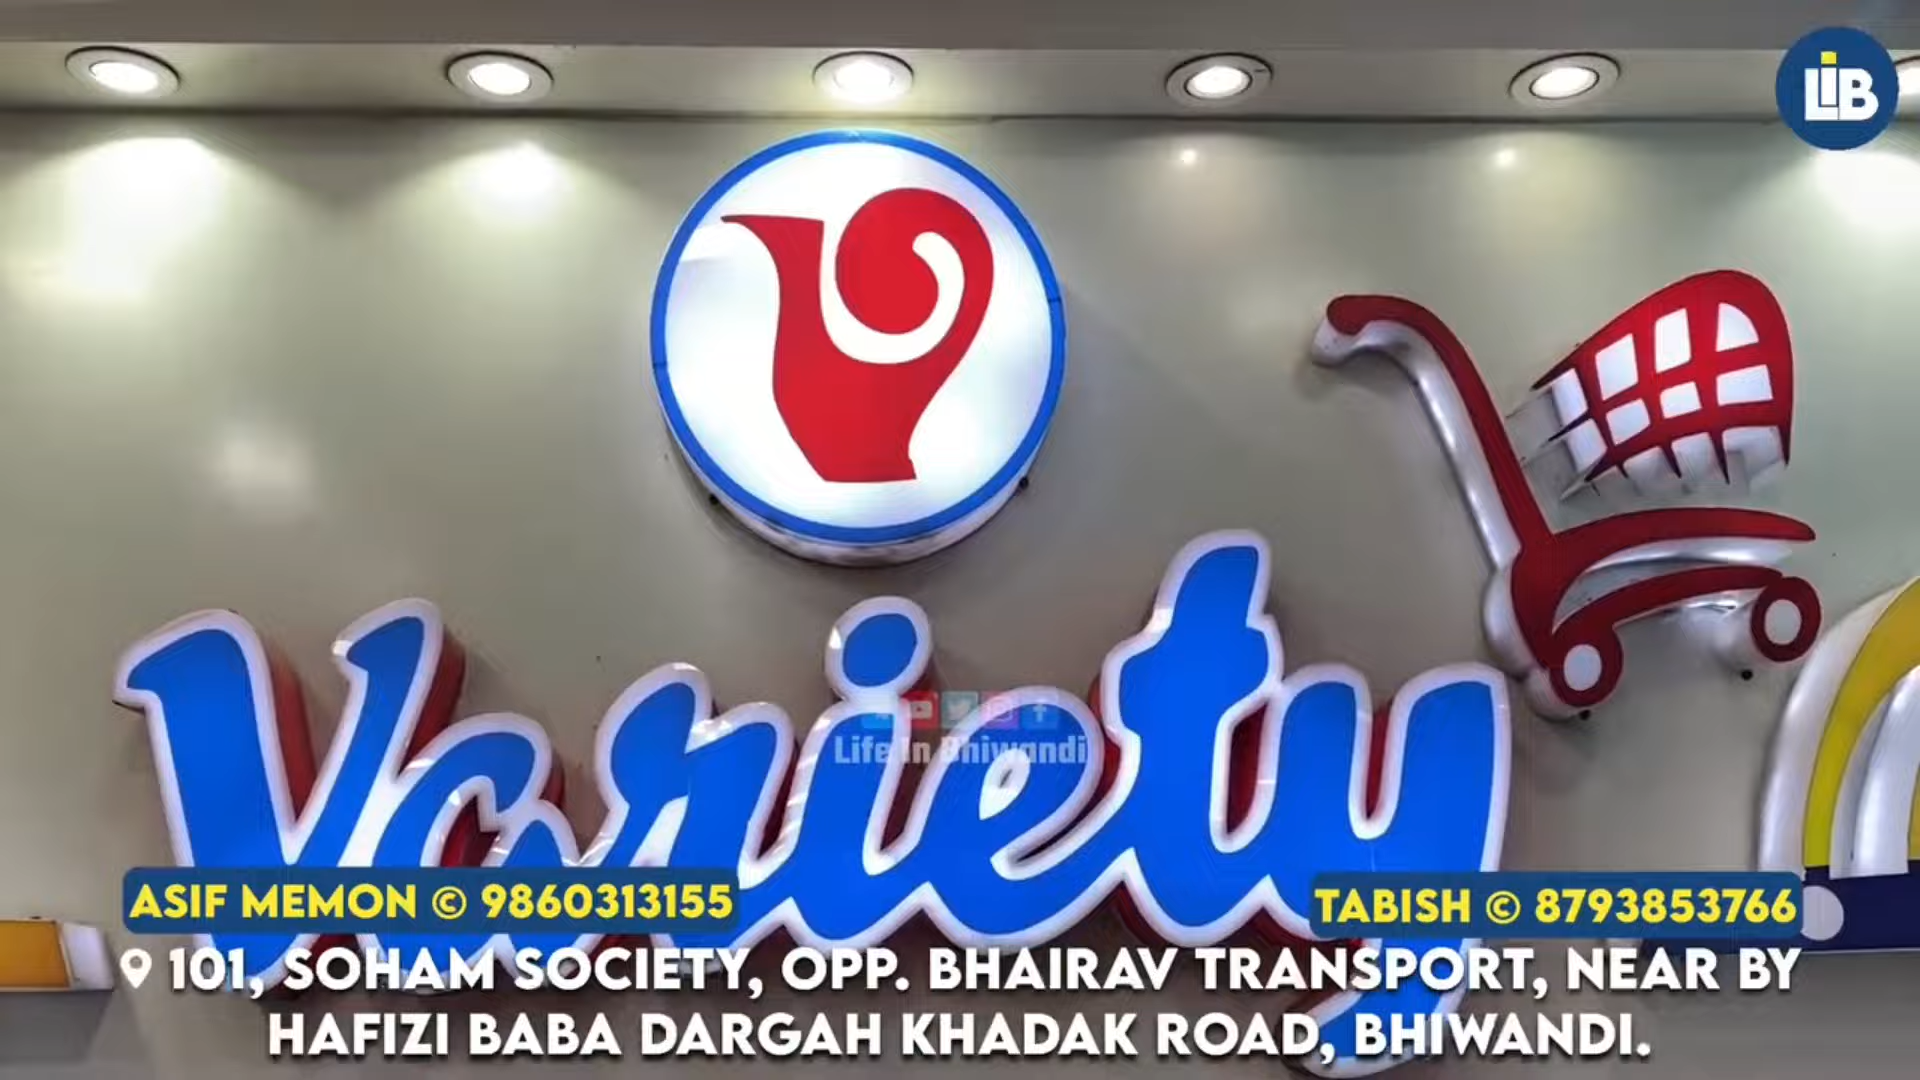 LIB
Variety
Life In Bhiwandi
ASIF MEMON © 9860313155
TABISH © 8793853766
101, SOHAM SOCIETY, OPP. BHAIRAV TRANSPORT, NEAR BY
HAFIZI BABA DARGAH KHADAK ROAD, BHIWANDI.